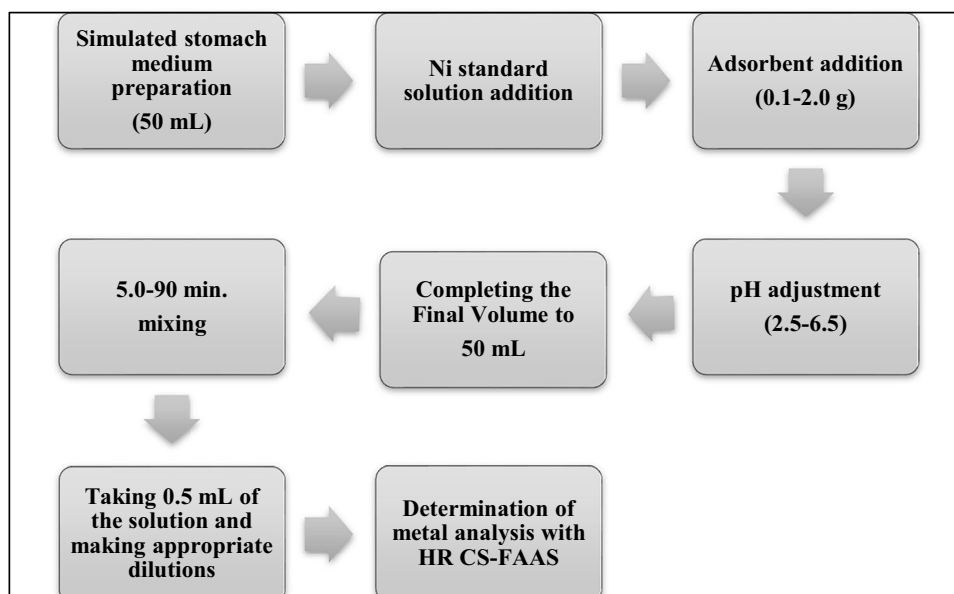 Simulated stomach
medium
preparation
(50 mL)
Ni standard
solution addition
Adsorbent addition
(0.1-2.0 g)
pH adjustment
(2.5-6.5)
Completing the
Final Volume to
50 mL
5.0-90 min.
mixing
Taking 0.5 mL of
the solution and
making appropriate
dilutions
Determination of
metal analysis with
HR CS-FAAS